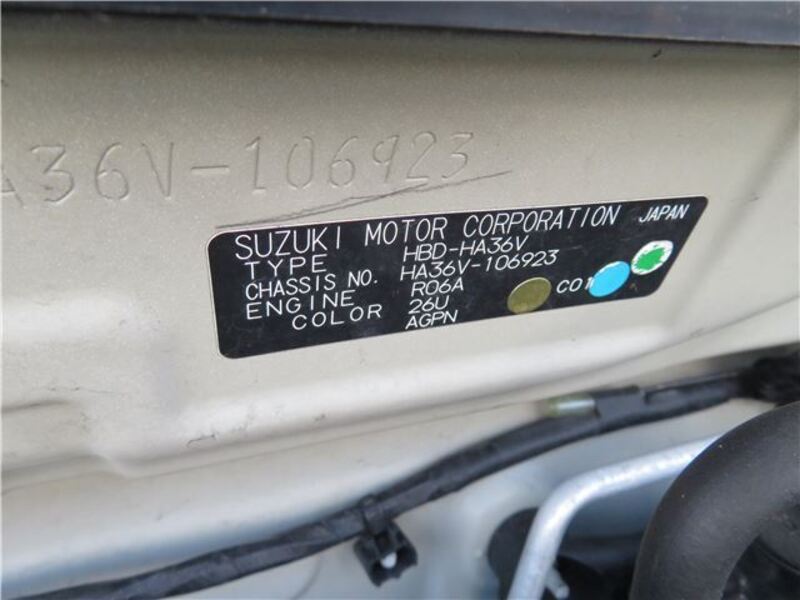 A36V-106923
SUZUKI MOTOR CORPORATION JAPAN
TYPE HBD-HA36V
CHASSIS NO. HA36V-106923
ENGINE R06A
COLOR 26U
AGPN